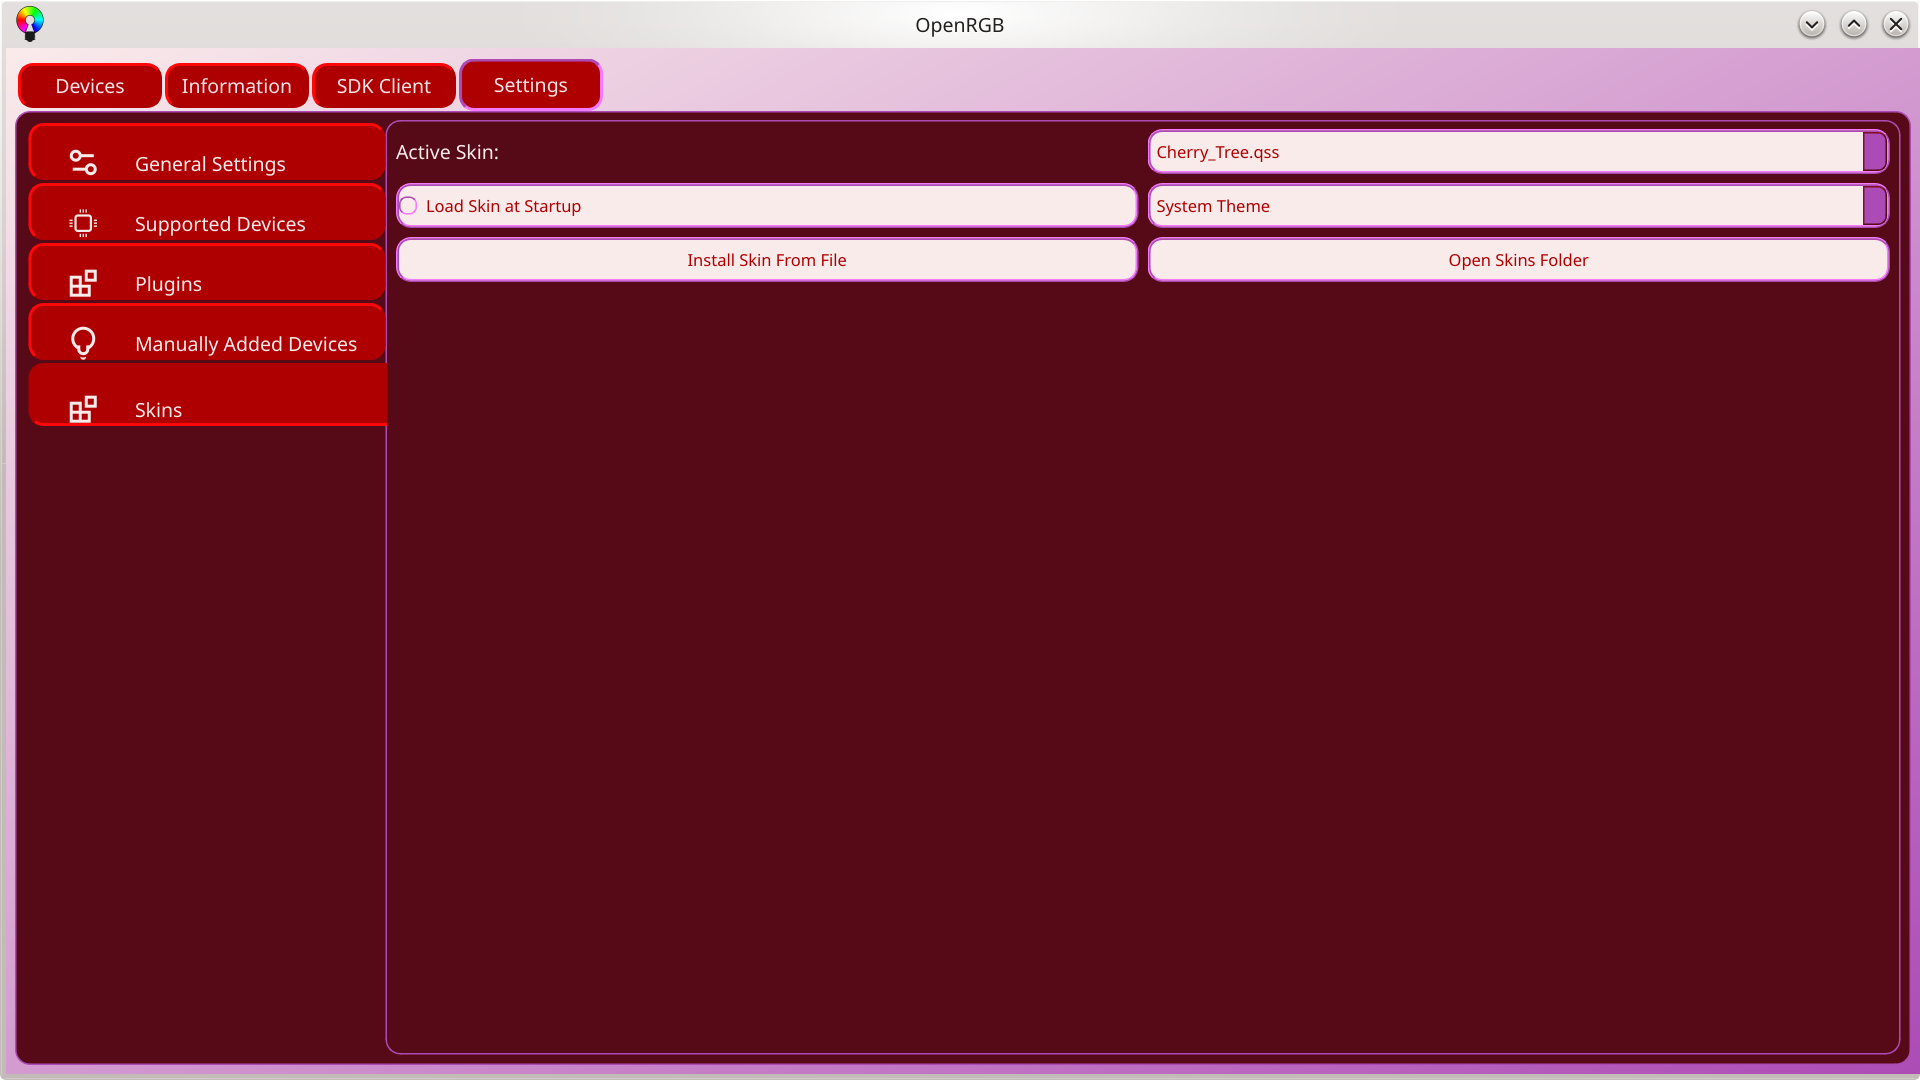 OpenRGB
Devices
Information
SDK Client
Settings
General Settings
Supported Devices
Plugins
Manually Added Devices
Skins
Active Skin:
Cherry_Tree.qss
Load Skin at Startup
System Theme
Install Skin From File
Open Skins Folder